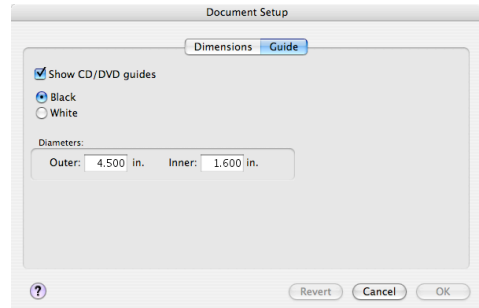 Document Setup
Dimensions Guide
Show CD/DVD guides
Black
White
Diameters:
Outer: 4.500 in. Inner: 1.600 in.
? Revert Cancel OK